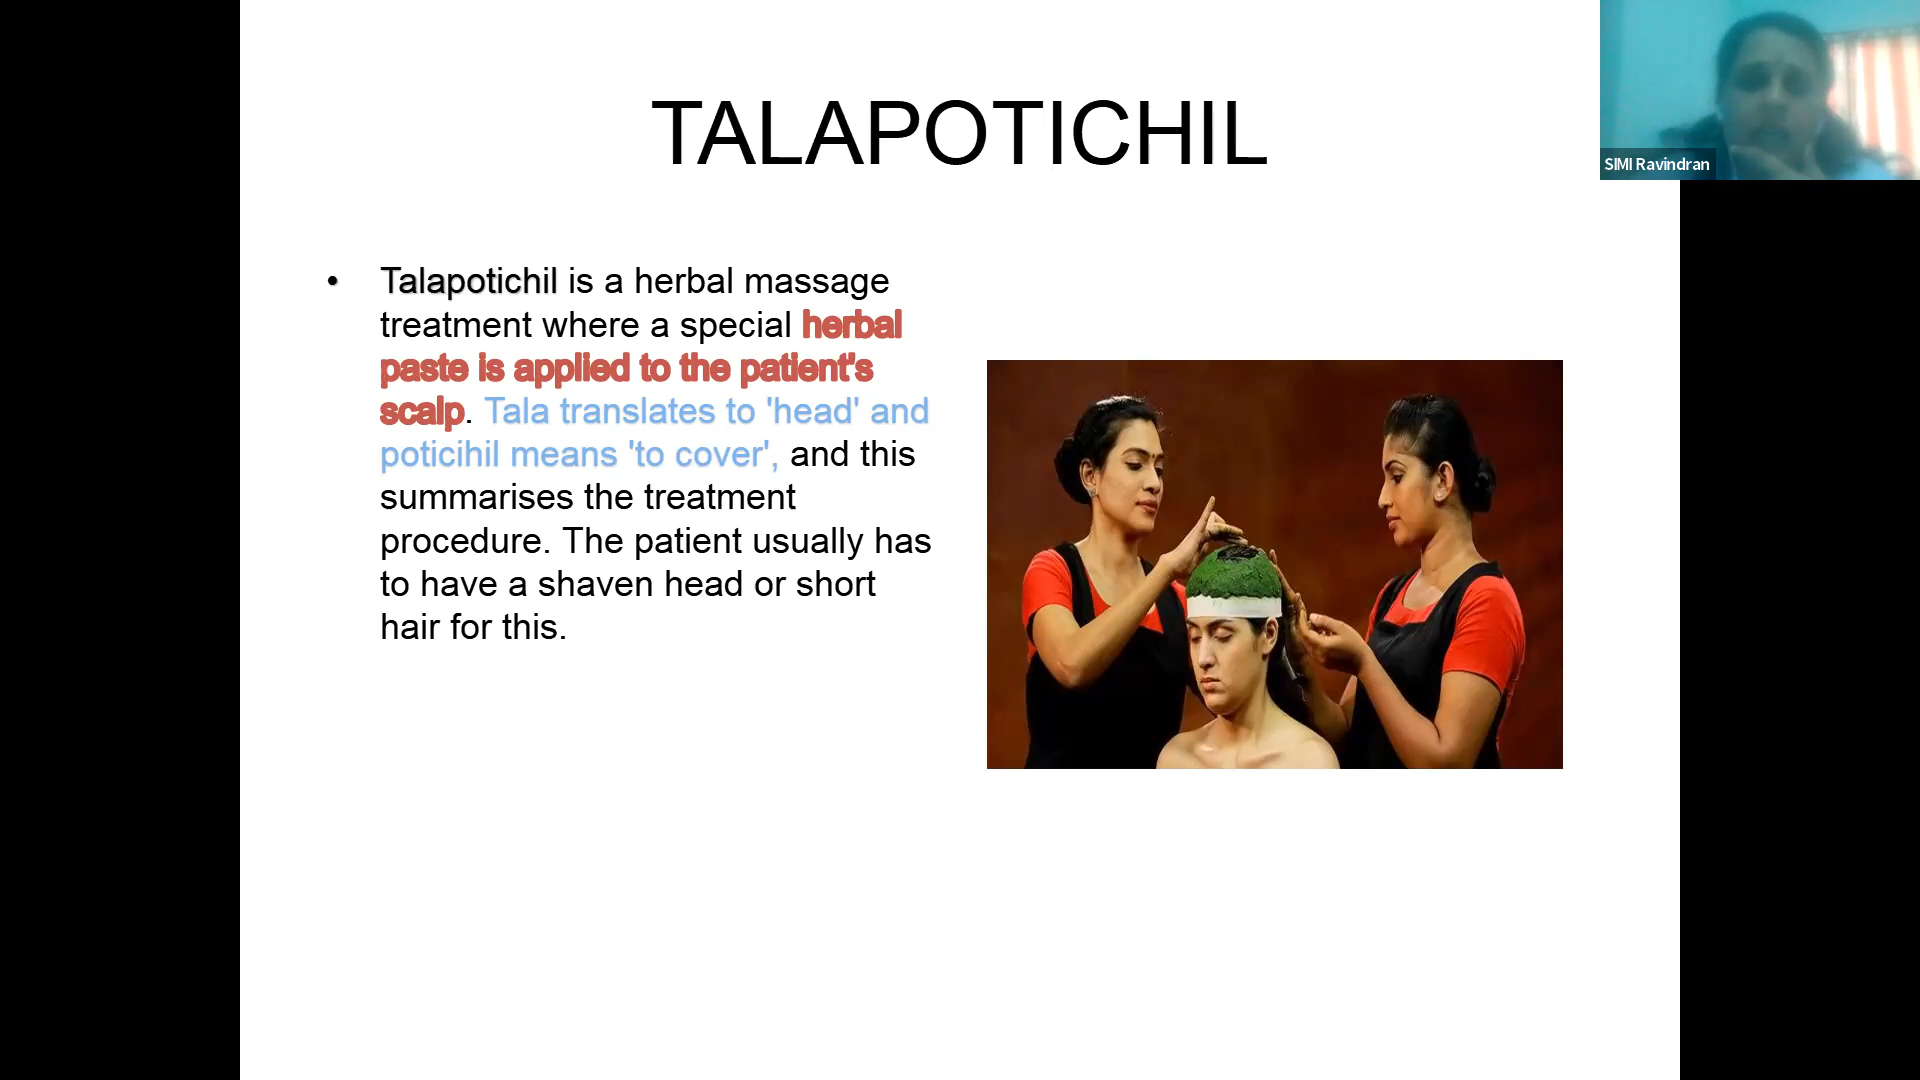 TALAPOTICHIL
SIMI Ravindran
• Talapotichil is a herbal massage
treatment where a special herbal
paste is applied to the patient's
scalp. Tala translates to 'head' and
poticihil means 'to cover', and this
summarises the treatment
procedure. The patient usually has
to have a shaven head or short
hair for this.